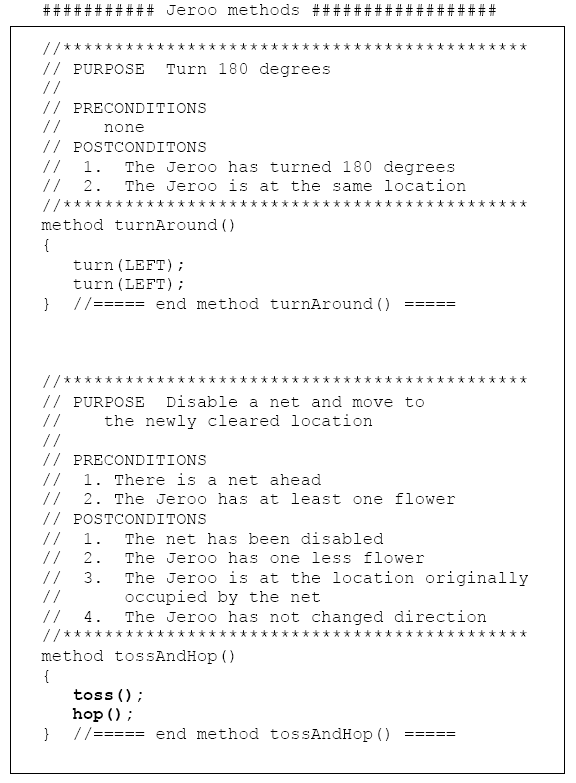 ########### Jeroo methods ##################
//*********************************************
// PURPOSE  Turn 180 degrees
//
// PRECONDITIONS
//    none
// POSTCONDITONS
//  1.  The Jeroo has turned 180 degrees
//  2.  The Jeroo is at the same location
//*********************************************
method turnAround()
{
   turn(LEFT);
   turn(LEFT);
}  //===== end method turnAround() =====
//*********************************************
// PURPOSE  Disable a net and move to
//    the newly cleared location
//
// PRECONDITIONS
//  1. There is a net ahead
//  2. The Jeroo has at least one flower
// POSTCONDITONS
//  1.  The net has been disabled
//  2.  The Jeroo has one less flower
//  3.  The Jeroo is at the location originally
//      occupied by the net
//  4.  The Jeroo has not changed direction
//*********************************************
method tossAndHop()
{
   toss();
   hop();
}  //===== end method tossAndHop() =====